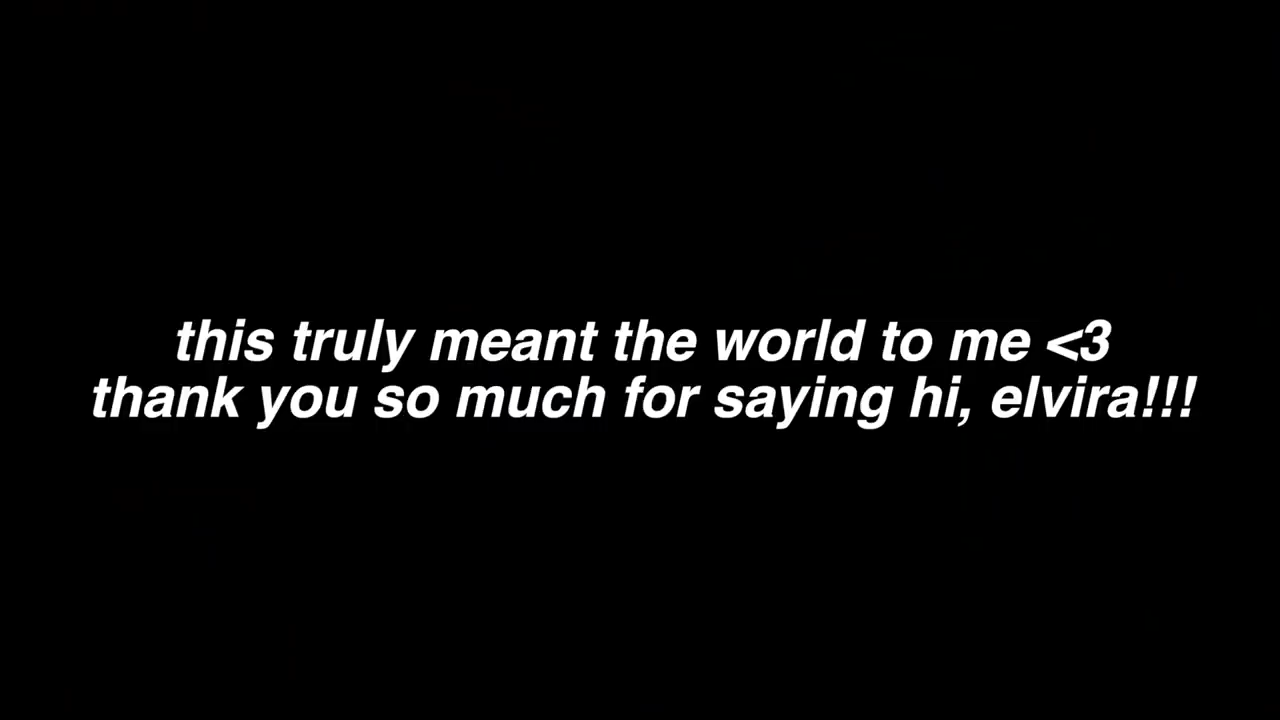 this truly meant the world to me <3
thank you so much for saying hi, elvira!!!